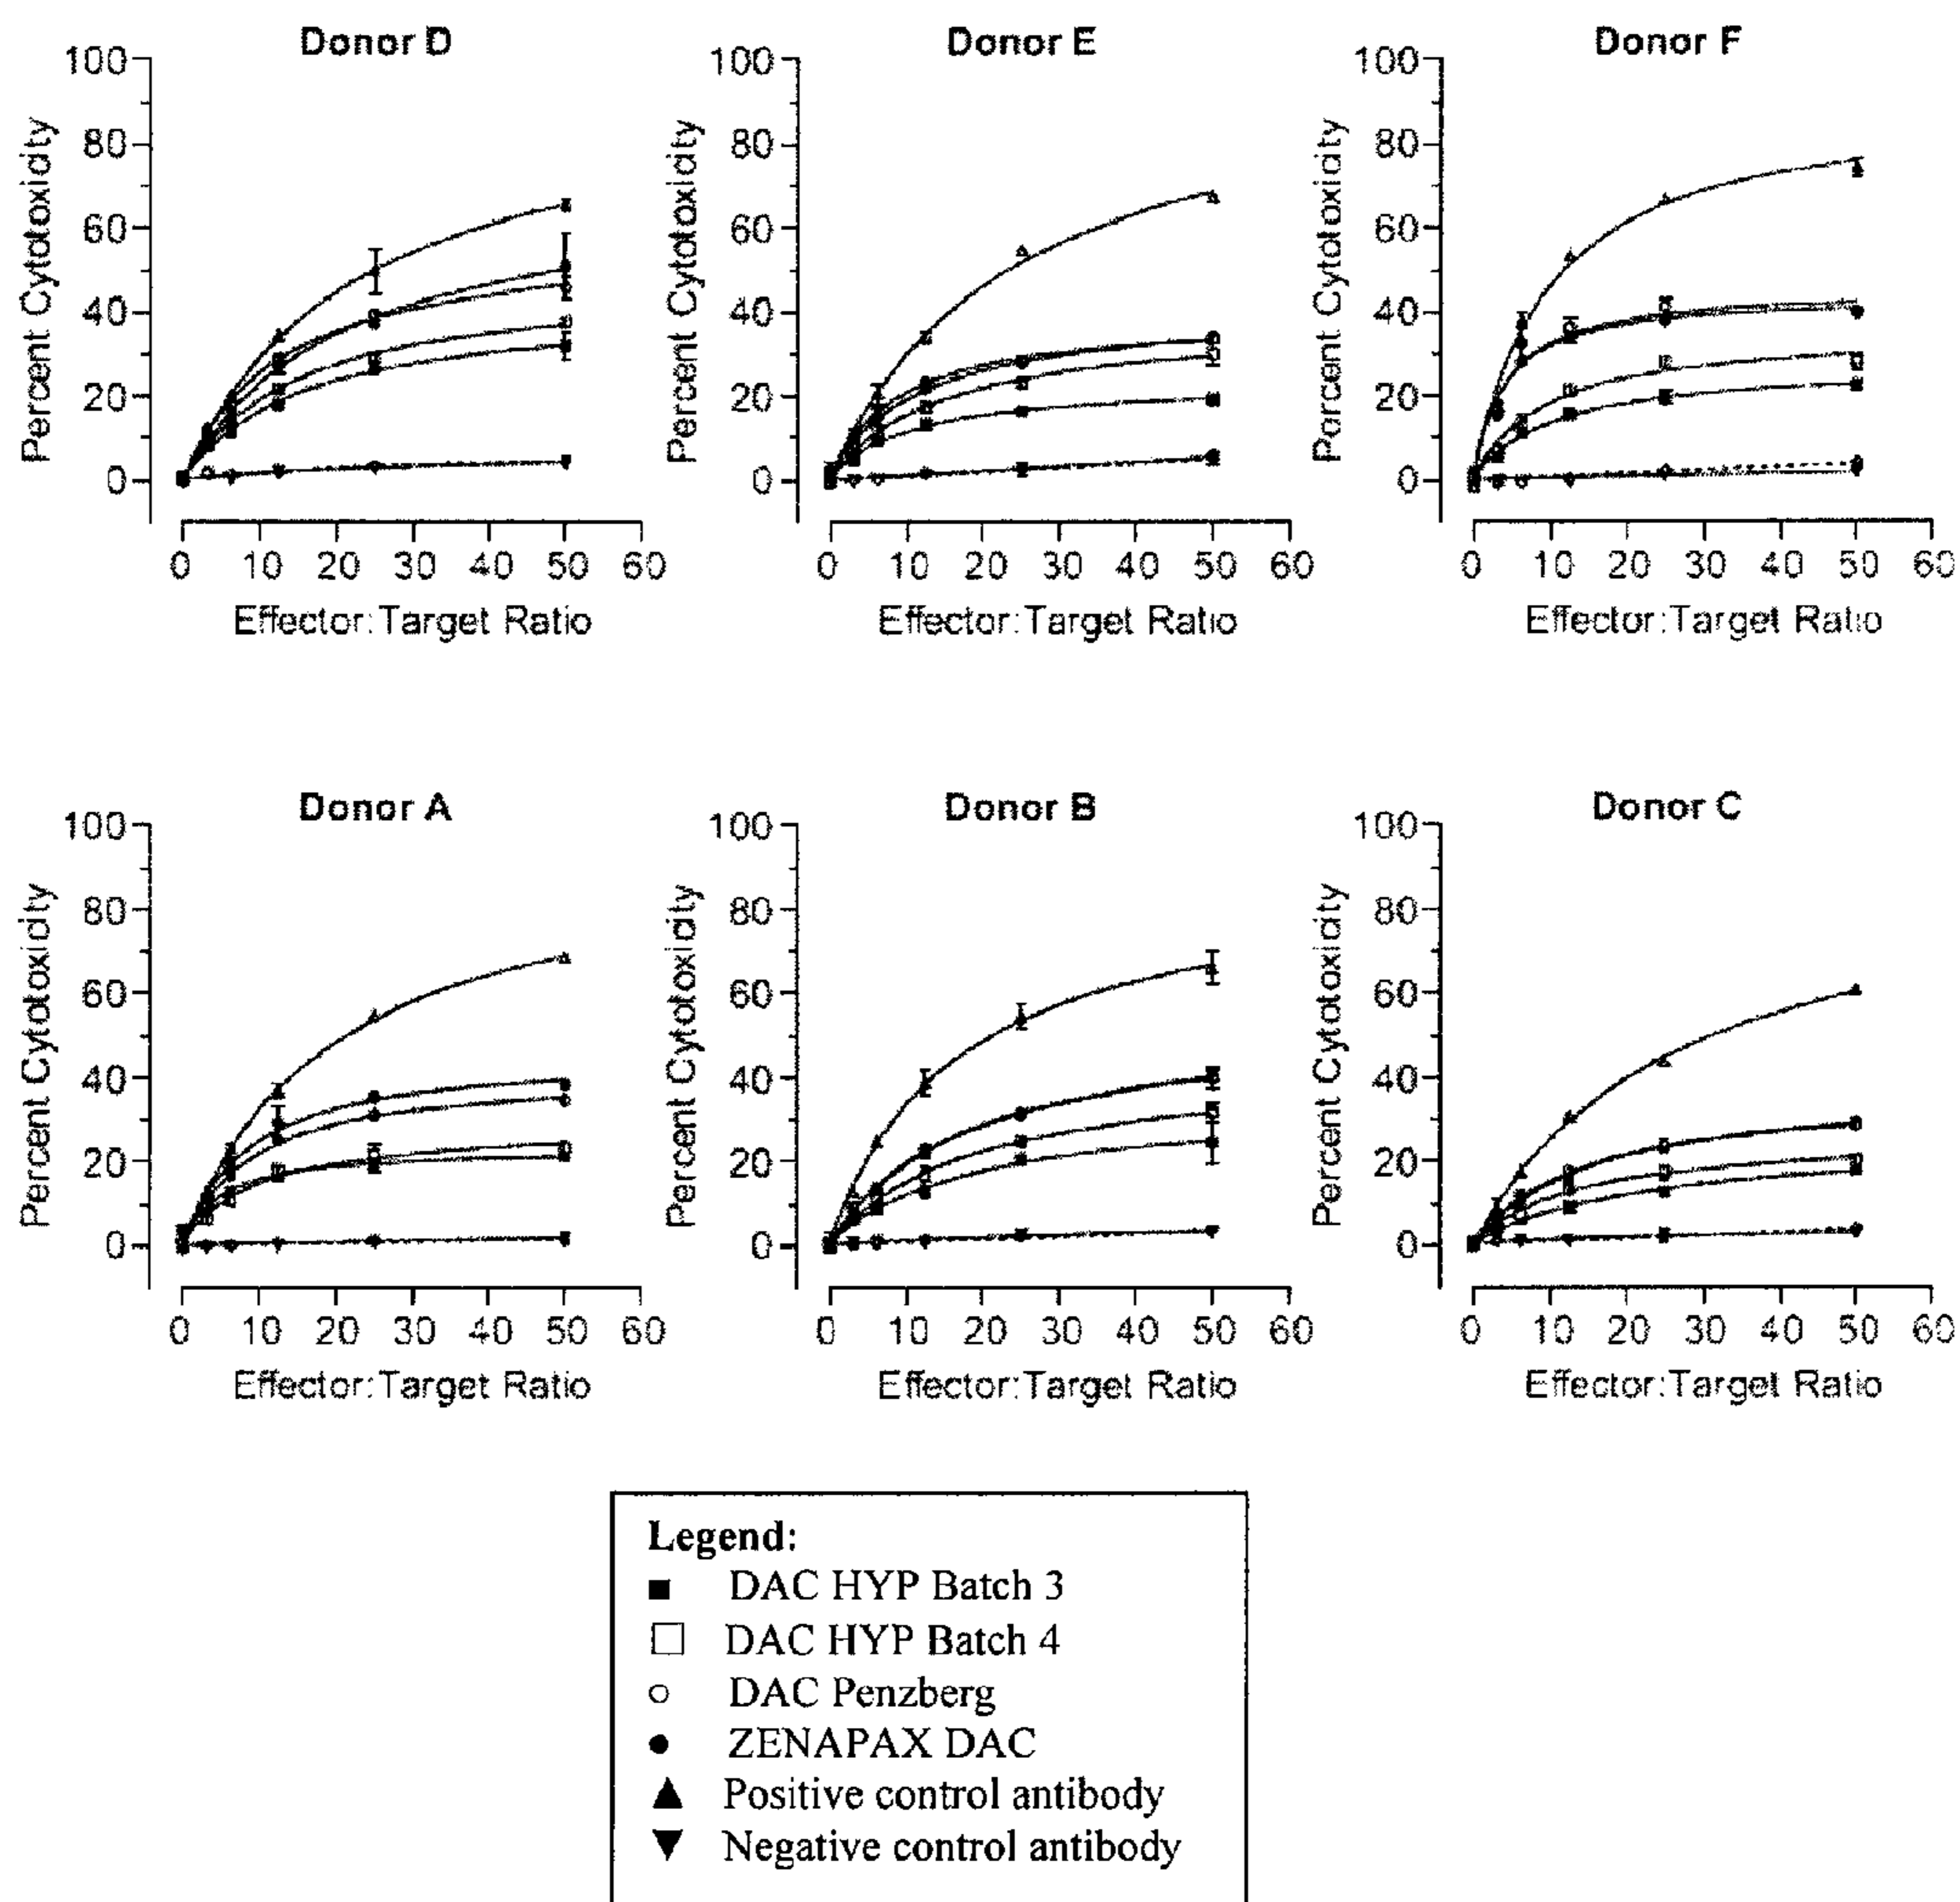 Donor D
Percent Cytotoxicity
100
80
60
40
20
0
0 10 20 30 40 50 60
Effector:Target Ratio
Donor E
Percent Cytotoxicity
100
80
60
40
20
0
0 10 20 30 40 50 60
Effector:Target Ratio
Donor F
Percent Cytotoxicity
100
80
60
40
20
0
0 10 20 30 40 50 60
Effector:Target Ratio
Donor A
Percent Cytotoxicity
100
80
60
40
20
0
0 10 20 30 40 50 60
Effector:Target Ratio
Donor B
Percent Cytotoxicity
100
80
60
40
20
0
0 10 20 30 40 50 60
Effector:Target Ratio
Donor C
Percent Cytotoxicity
100
80
60
40
20
0
0 10 20 30 40 50 60
Effector:Target Ratio
Legend:
DAC HYP Batch 3
DAC HYP Batch 4
DAC Penzberg
ZENAPAX DAC
Positive control antibody
Negative control antibody